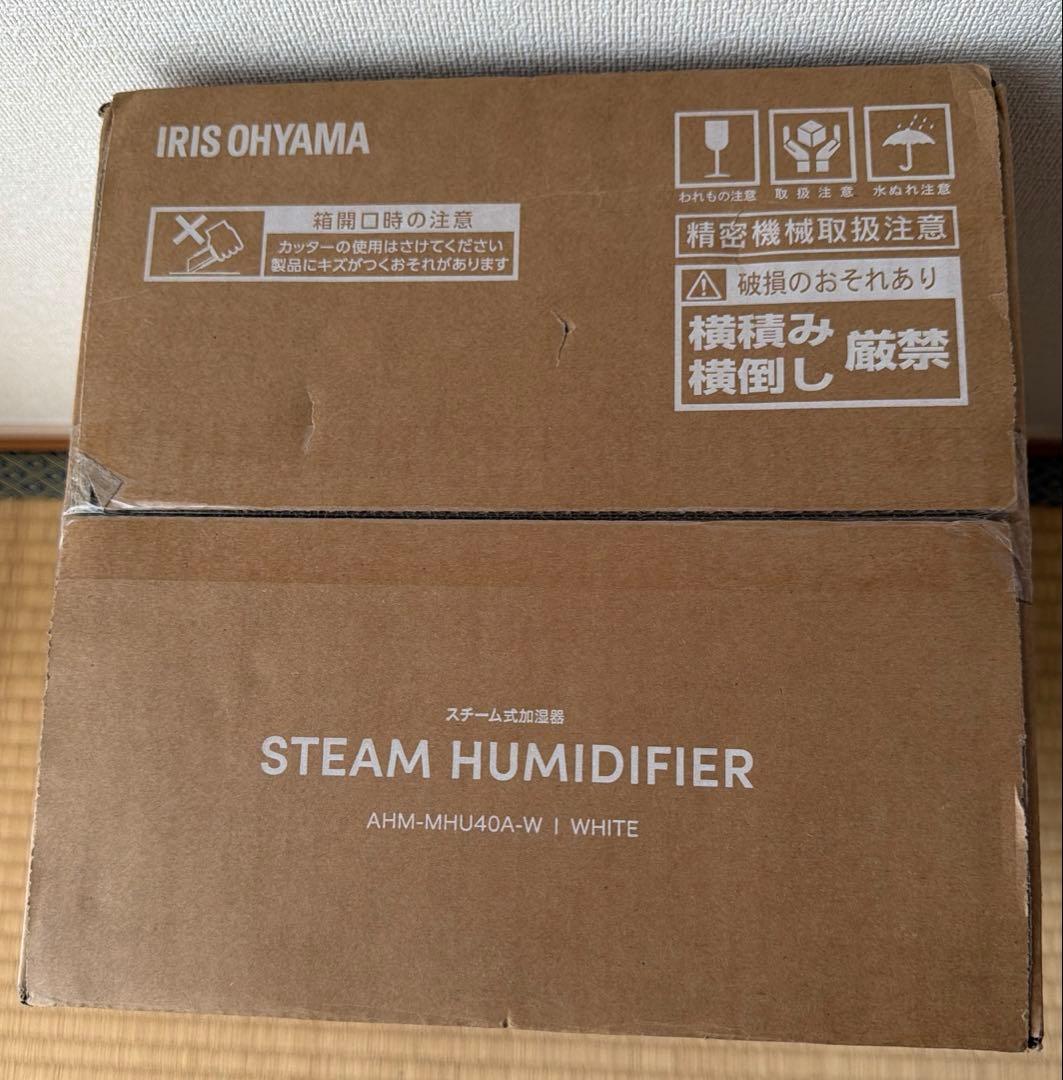 IRIS OHYAMA
われもの注意
取扱注意
水ぬれ注意
箱開口時の注意
カッターの使用はさけてください
製品にキズがつくおそれがあります
精密機械取扱注意
破損のおそれあり
横積み
横倒し
厳禁
スチーム式加湿器
STEAM HUMIDIFIER
AHM-MHU40A-W | WHITE